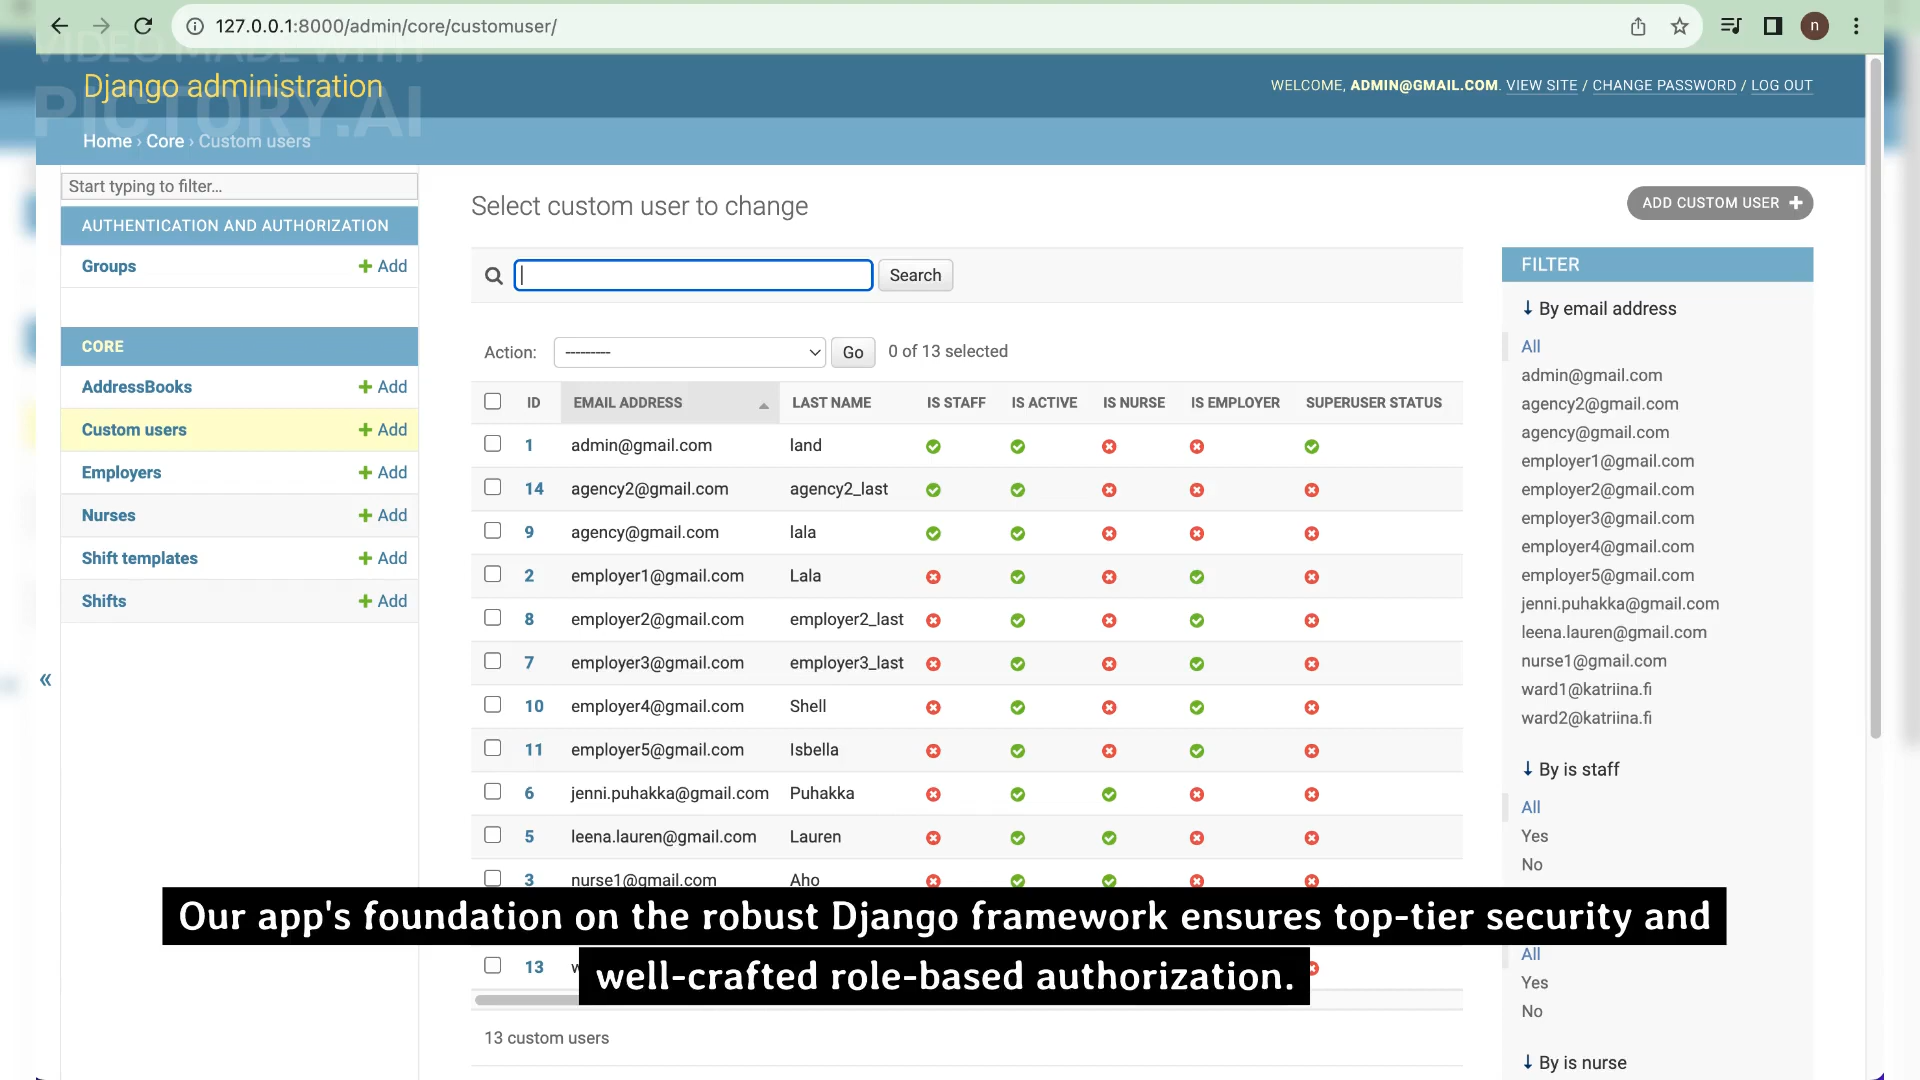 127.0.0.1:8000/admin/core/customuser/
n
VIDEO MADE WITH
PICTORY.AI
Django administration
WELCOME, ADMIN@GMAIL.COM. VIEW SITE / CHANGE PASSWORD / LOG OUT
Home › Core › Custom users
Start typing to filter...
AUTHENTICATION AND AUTHORIZATION
Groups + Add
CORE
AddressBooks + Add
Custom users + Add
Employers + Add
Nurses + Add
Shift templates + Add
Shifts + Add
«
Select custom user to change
ADD CUSTOM USER +
Search
Action: --------- Go 0 of 13 selected
ID EMAIL ADDRESS LAST NAME IS STAFF IS ACTIVE IS NURSE IS EMPLOYER SUPERUSER STATUS
1 admin@gmail.com land
14 agency2@gmail.com agency2_last
9 agency@gmail.com lala
2 employer1@gmail.com Lala
8 employer2@gmail.com employer2_last
7 employer3@gmail.com employer3_last
10 employer4@gmail.com Shell
11 employer5@gmail.com Isbella
6 jenni.puhakka@gmail.com Puhakka
5 leena.lauren@gmail.com Lauren
3 nurse1@gmail.com Aho
13
13 custom users
FILTER
↓ By email address
All
admin@gmail.com
agency2@gmail.com
agency@gmail.com
employer1@gmail.com
employer2@gmail.com
employer3@gmail.com
employer4@gmail.com
employer5@gmail.com
jenni.puhakka@gmail.com
leena.lauren@gmail.com
nurse1@gmail.com
ward1@katriina.fi
ward2@katriina.fi
↓ By is staff
All
Yes
No
All
Yes
No
↓ By is nurse
Our app's foundation on the robust Django framework ensures top-tier security and
well-crafted role-based authorization.